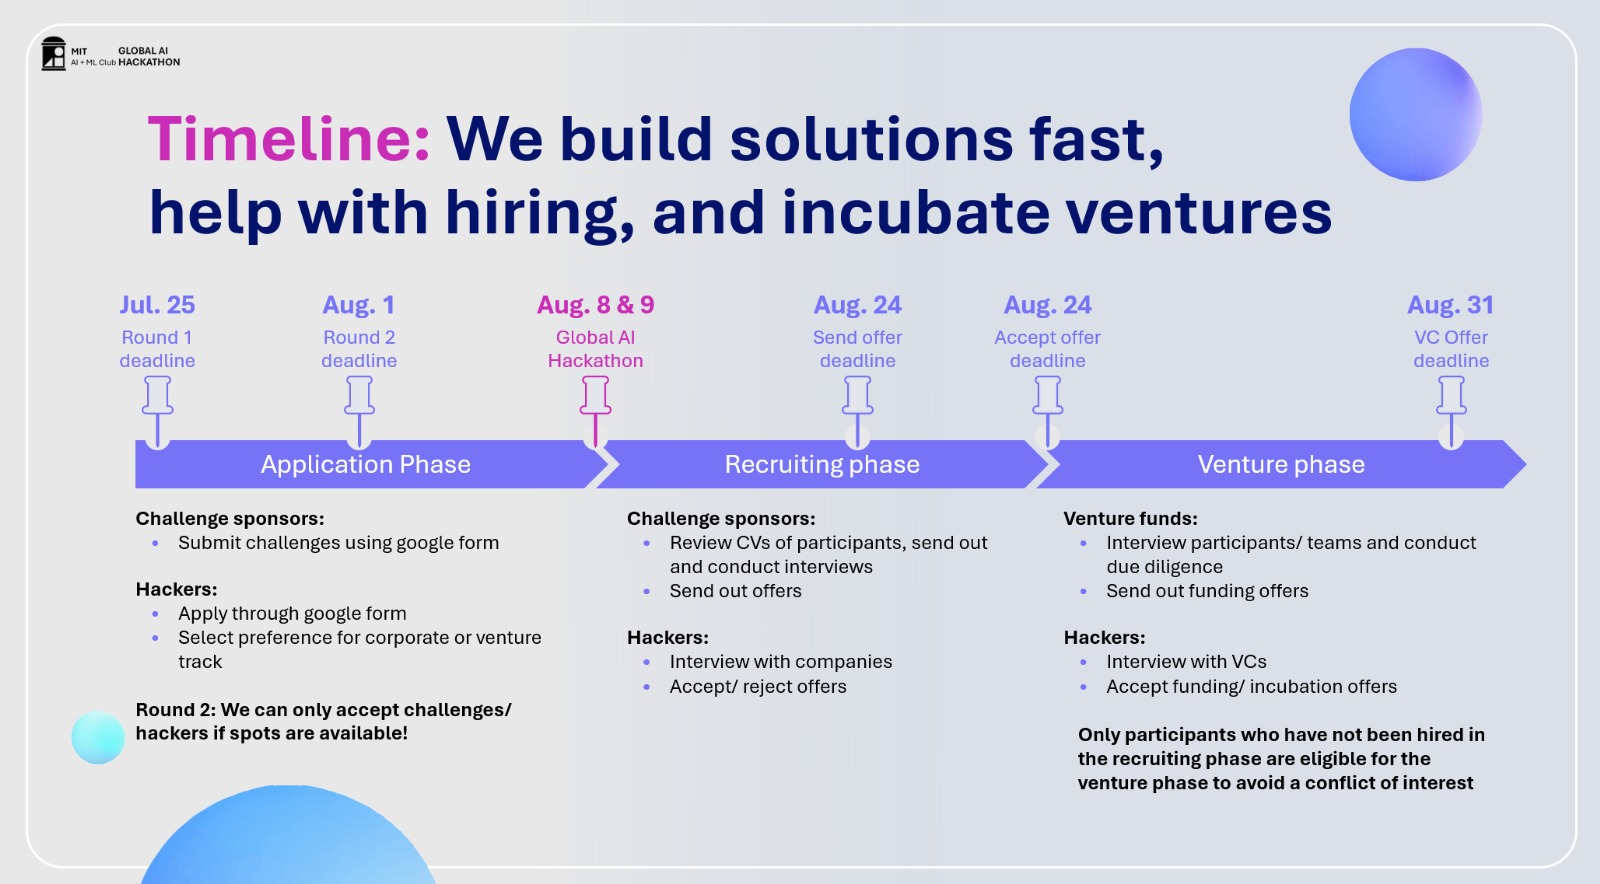 MIT
AI + ML Club
GLOBAL AI
HACKATHON
Timeline: We build solutions fast,
help with hiring, and incubate ventures
Jul. 25
Round 1
deadline
Aug. 1
Round 2
deadline
Aug. 8 & 9
Global AI
Hackathon
Aug. 24
Send offer
deadline
Aug. 24
Accept offer
deadline
Aug. 31
VC Offer
deadline
Application Phase
Recruiting phase
Venture phase
Challenge sponsors:
• Submit challenges using google form
Hackers:
• Apply through google form
• Select preference for corporate or venture
track
Round 2: We can only accept challenges/
hackers if spots are available!
Challenge sponsors:
• Review CVs of participants, send out
and conduct interviews
• Send out offers
Hackers:
• Interview with companies
• Accept/ reject offers
Venture funds:
• Interview participants/ teams and conduct
due diligence
• Send out funding offers
Hackers:
• Interview with VCs
• Accept funding/ incubation offers
Only participants who have not been hired in
the recruiting phase are eligible for the
venture phase to avoid a conflict of interest